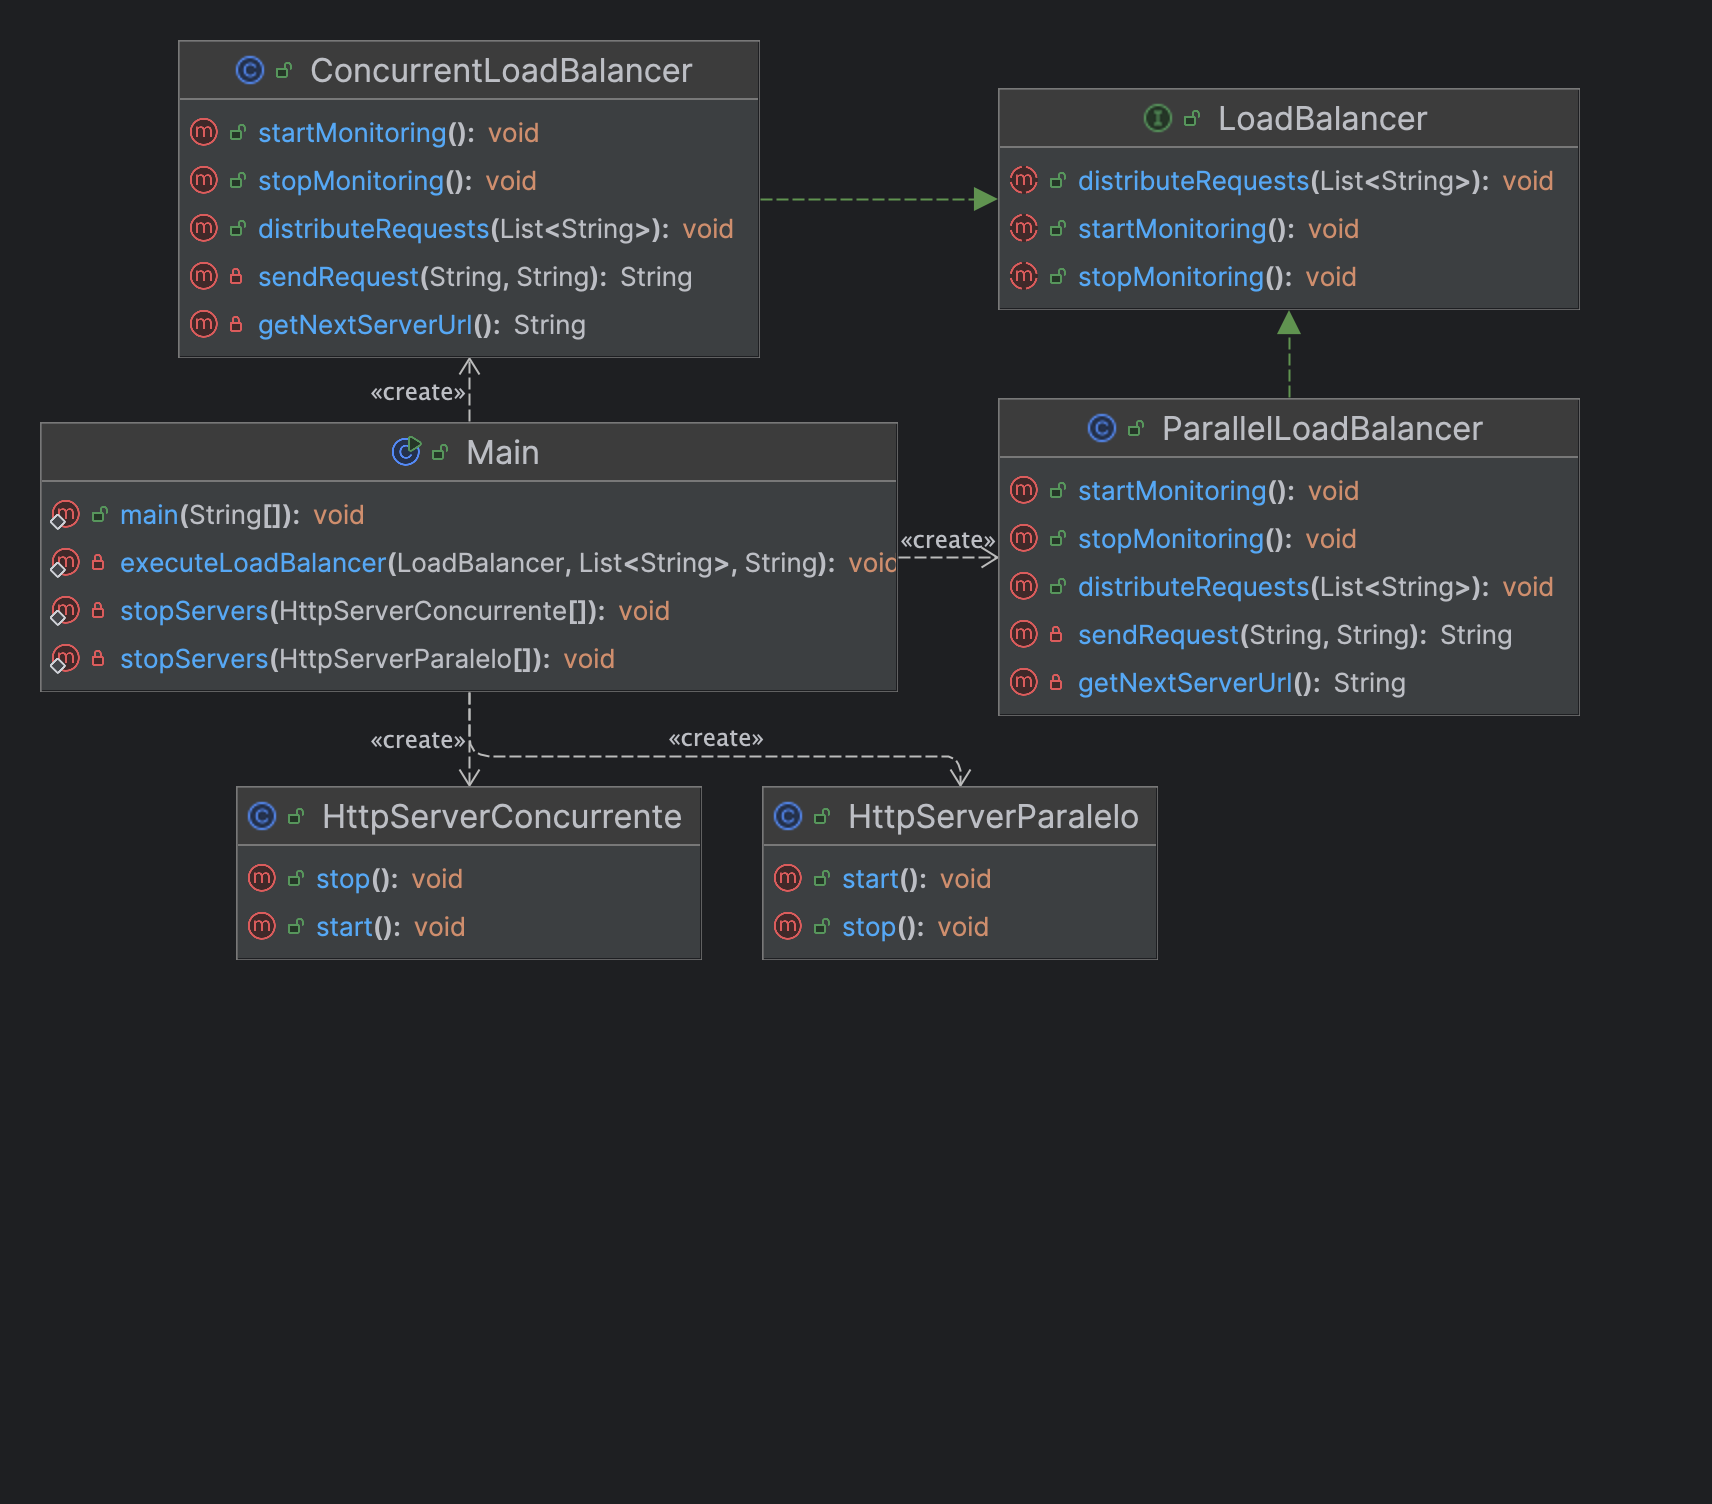 ConcurrentLoadBalancer
startMonitoring(): void
stopMonitoring(): void
distributeRequests(List<String>): void
sendRequest(String, String): String
getNextServerUrl(): String
LoadBalancer
distributeRequests(List<String>): void
startMonitoring(): void
stopMonitoring(): void
«create»
Main
main(String[]): void
executeLoadBalancer(LoadBalancer, List<String>, String): void
stopServers(HttpServerConcurrente[]): void
stopServers(HttpServerParalelo[]): void
«create»
ParallelLoadBalancer
startMonitoring(): void
stopMonitoring(): void
distributeRequests(List<String>): void
sendRequest(String, String): String
getNextServerUrl(): String
«create»
«create»
HttpServerConcurrente
stop(): void
start(): void
HttpServerParalelo
start(): void
stop(): void